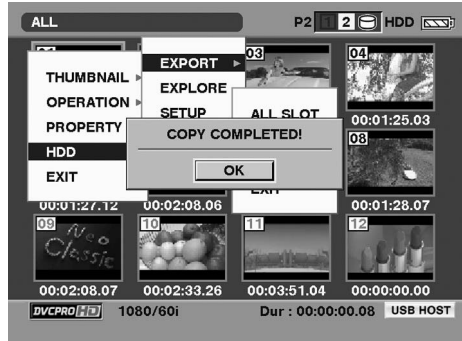 ALL P2 1 2 HDD
03 04
THUMBNAIL EXPORT
OPERATION EXPLORE
PROPERTY SETUP ALL SLOT
00:01:25.03
HDD COPY COMPLETED! 08
EXIT OK
EXIT
00:01:27.12 00:02:08.06 00:01:28.07
09 10 11 12
Neo
Classic
00:02:08.07 00:02:33.26 00:03:51.04 00:00:00.00
DVCPRO HD 1080/60i Dur : 00:00:00.08 USB HOST